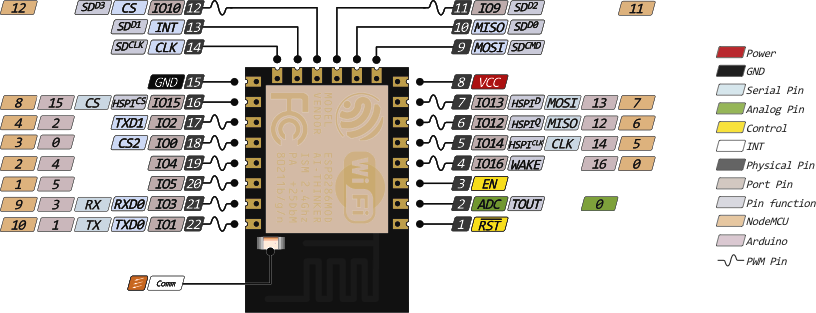 12 SDD3 CS IO10 12 11 IO9 SDD2 11
SDD1 INT 13 10 MISO SDD0
SDCLK CLK 14 9 MOSI SDCMD
GND 15 8 VCC
8 15 CS HSPICS IO15 16 7 IO13 HSPID MOSI 13 7
4 2 TXD1 IO2 17 6 IO12 HSPIQ MISO 12 6
3 0 CS2 IO0 18 5 IO14 HSPICLK CLK 14 5
2 4 IO4 19 4 IO16 WAKE 16 0
1 5 IO5 20 3 EN
9 3 RX RXD0 IO3 21 2 ADC TOUT 0
10 1 TX TXD0 IO1 22 1 RST
FC
WiFi
Comm
Power
GND
Serial Pin
Analog Pin
Control
INT
Physical Pin
Port Pin
Pin function
NodeMCU
Arduino
PWM Pin